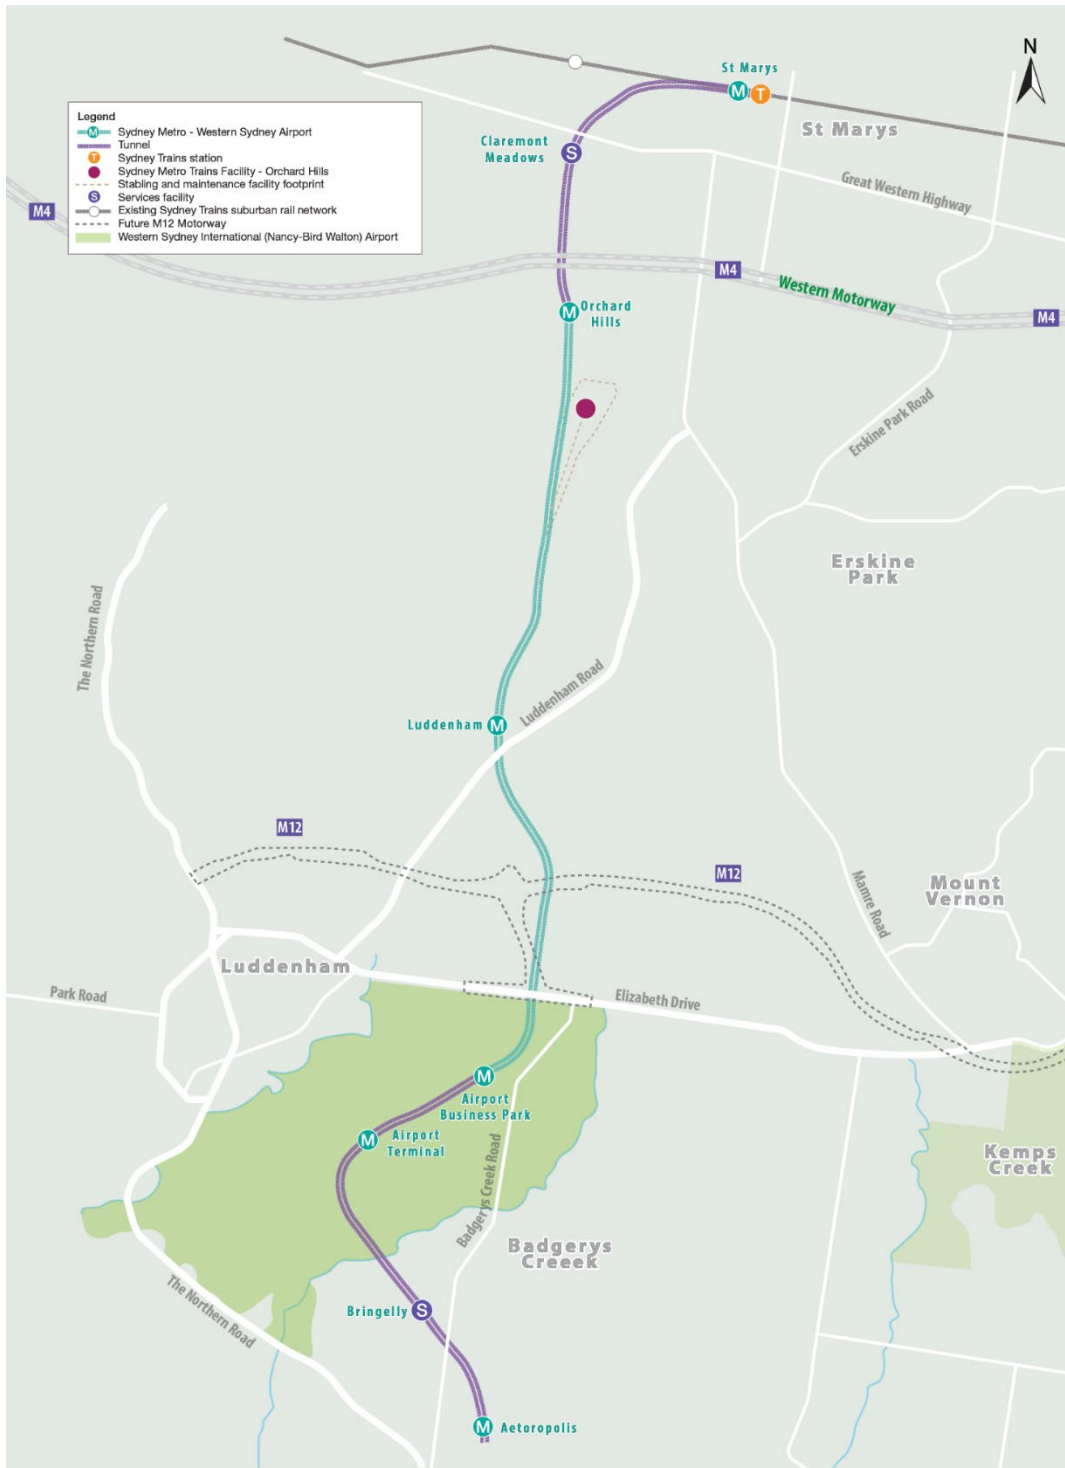 N
St Marys
M
T
St Marys
Claremont
Meadows
S
Legend
M
Sydney Metro - Western Sydney Airport
Tunnel
T
Sydney Trains station
Sydney Metro Trains Facility - Orchard Hills
Stabling and maintenance facility footprint
S
Services facility
Existing Sydney Trains suburban rail network
Future M12 Motorway
Western Sydney International (Nancy-Bird Walton) Airport
Great Western Highway
M4
M4
Western Motorway
M4
M
Orchard
Hills
Erskine Park Road
Erskine
Park
The Northern Road
Luddenham
M
Luddenham Road
M12
M12
Mamre Road
Mount
Vernon
Luddenham
Park Road
Elizabeth Drive
M
Airport
Business Park
M
Airport
Terminal
Badgerys Creek Road
Kemps
Creek
Badgerys
Creeek
The Northern Road
Bringelly
S
M
Aetoropolis